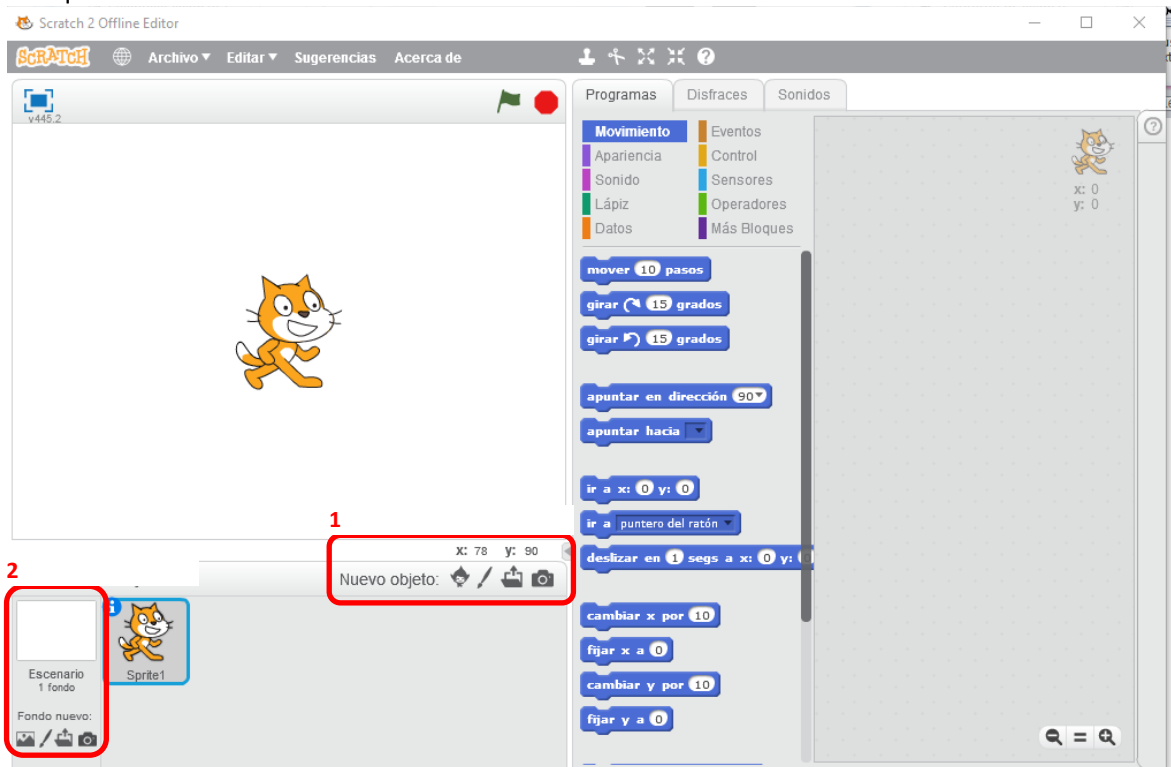 Scratch 2 Offline Editor
SCRATCH Archivo Editar Sugerencias Acerca de
v445.2
Programas Disfraces Sonidos
Movimiento Eventos
Apariencia Control
Sonido Sensores
Lápiz Operadores
Datos Más Bloques
x: 0
y: 0
mover 10 pasos
girar 15 grados
girar 15 grados
apuntar en dirección 90
apuntar hacia
ir a x: 0 y: 0
ir a puntero del ratón
deslizar en 1 segs a x: 0 y: 0
cambiar x por 10
fijar x a 0
cambiar y por 10
fijar y a 0
1
X: 78 y: 90
Nuevo objeto:
2
Escenario
1 fondo
Fondo nuevo:
Sprite1